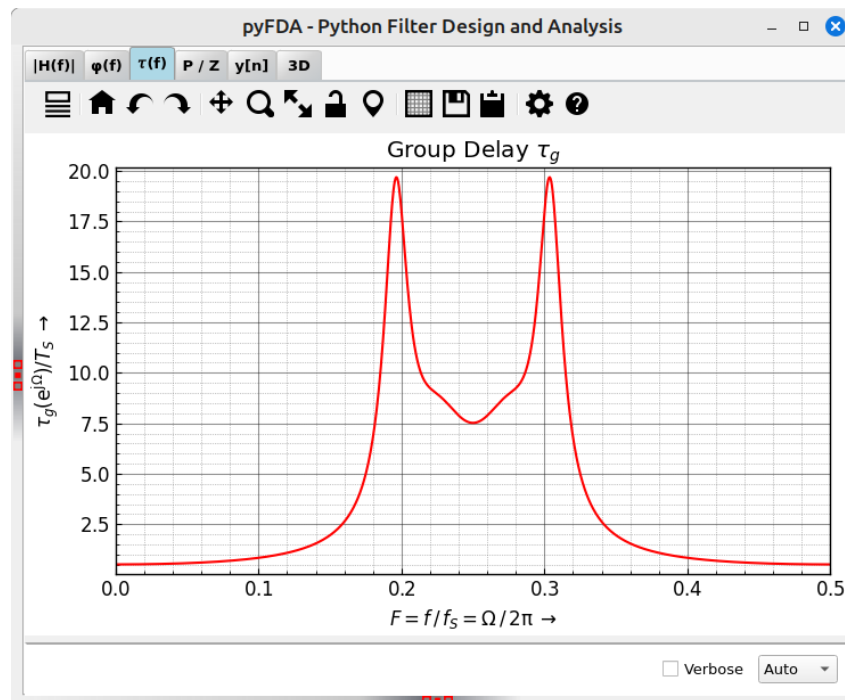 pyFDA - Python Filter Design and Analysis
|H(f)| φ(f) τ(f) P / Z y[n] 3D
Group Delay τg
20.0
17.5
15.0
12.5
10.0
7.5
5.0
2.5
τg(e^jΩ)/TS →
0.0 0.1 0.2 0.3 0.4 0.5
F = f / fS = Ω / 2π →
Verbose Auto